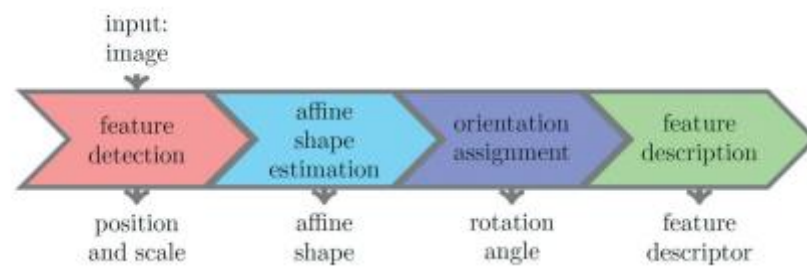 input:
image
feature
detection
affine
shape
estimation
orientation
assignment
feature
description
position
and scale
affine
shape
rotation
angle
feature
descriptor